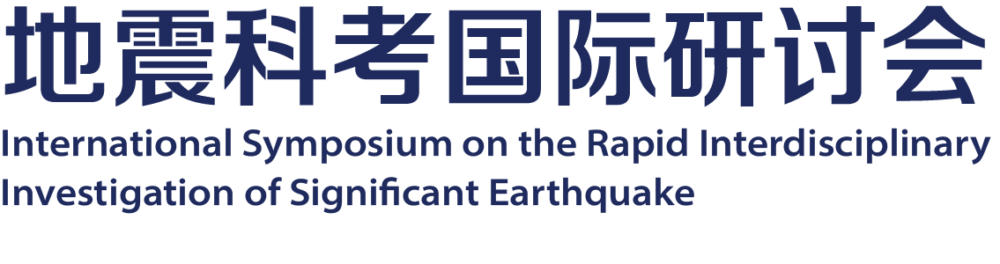 地震科考国际研讨会
International Symposium on the Rapid Interdisciplinary
Investigation of Significant Earthquake